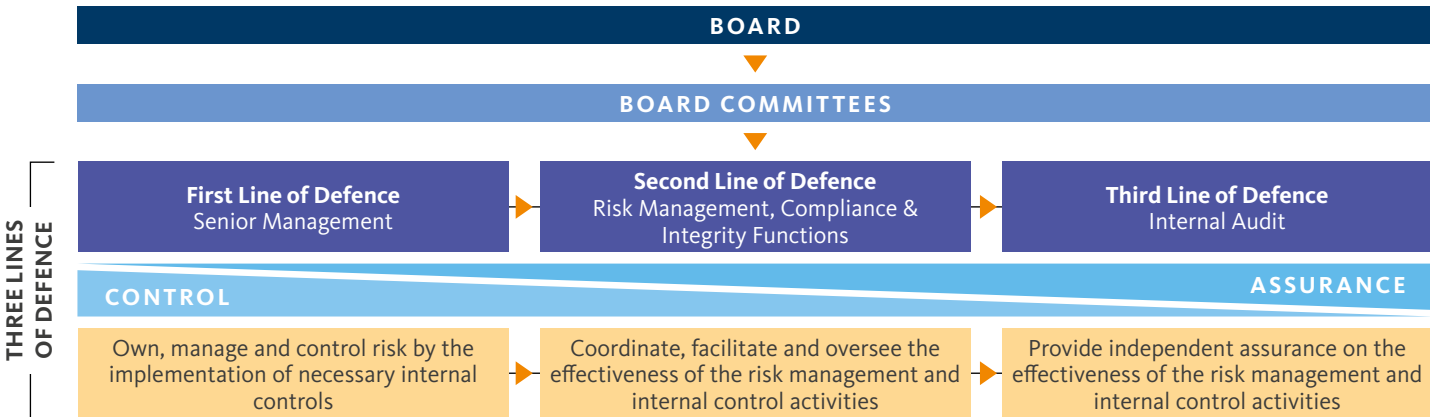 BOARD
BOARD COMMITTEES
THREE LINES
OF DEFENCE
First Line of Defence
Senior Management
Second Line of Defence
Risk Management, Compliance &
Integrity Functions
Third Line of Defence
Internal Audit
CONTROL
ASSURANCE
Own, manage and control risk by the
implementation of necessary internal
controls
Coordinate, facilitate and oversee the
effectiveness of the risk management and
internal control activities
Provide independent assurance on the
effectiveness of the risk management and
internal control activities